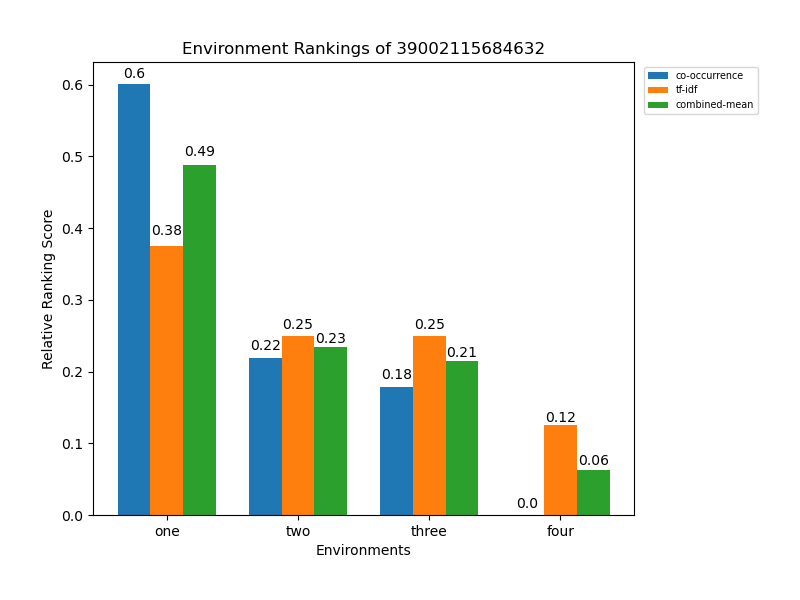 Environment Rankings of 39002115684632
co-occurrence
tf-idf
combined-mean
Relative Ranking Score
0.6
0.5
0.4
0.3
0.2
0.1
0.0
0.6
0.38
0.49
0.22
0.25
0.23
0.18
0.25
0.21
0.0
0.12
0.06
one two three four
Environments